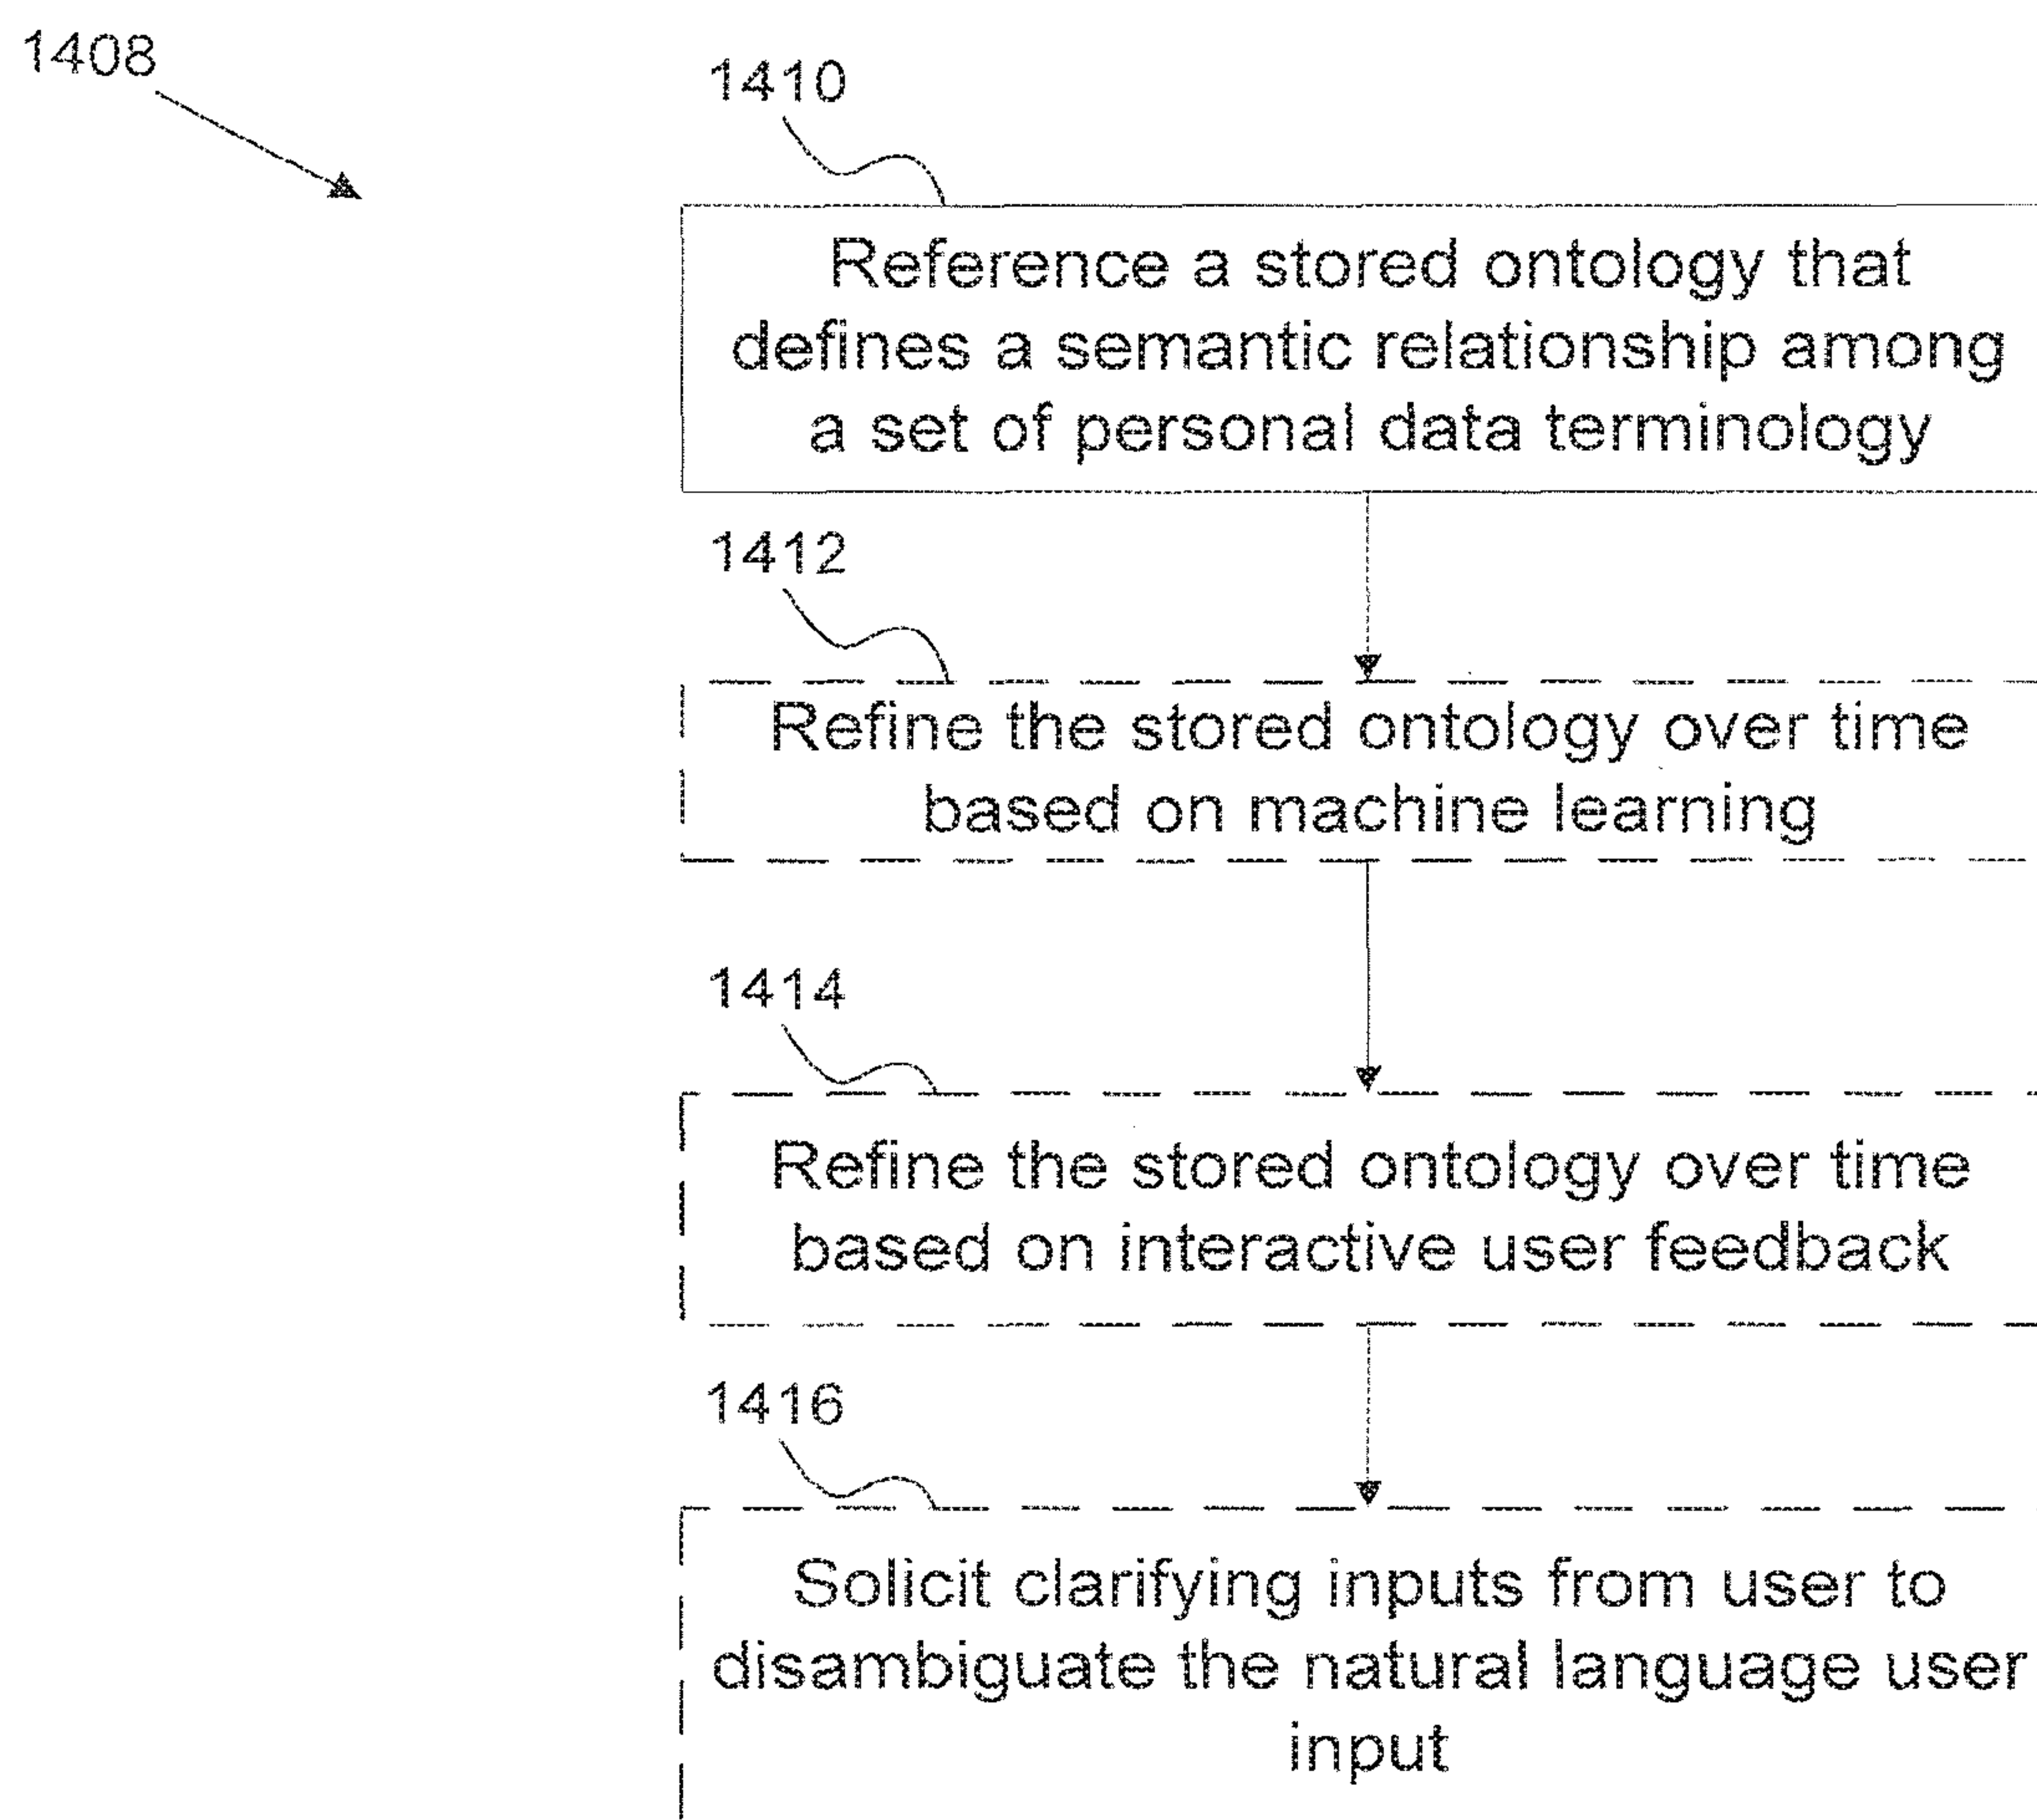 1408
1410
Reference a stored ontology that
defines a semantic relationship among
a set of personal data terminology
1412
Refine the stored ontology over time
based on machine learning
1414
Refine the stored ontology over time
based on interactive user feedback
1416
Solicit clarifying inputs from user to
disambiguate the natural language user
input